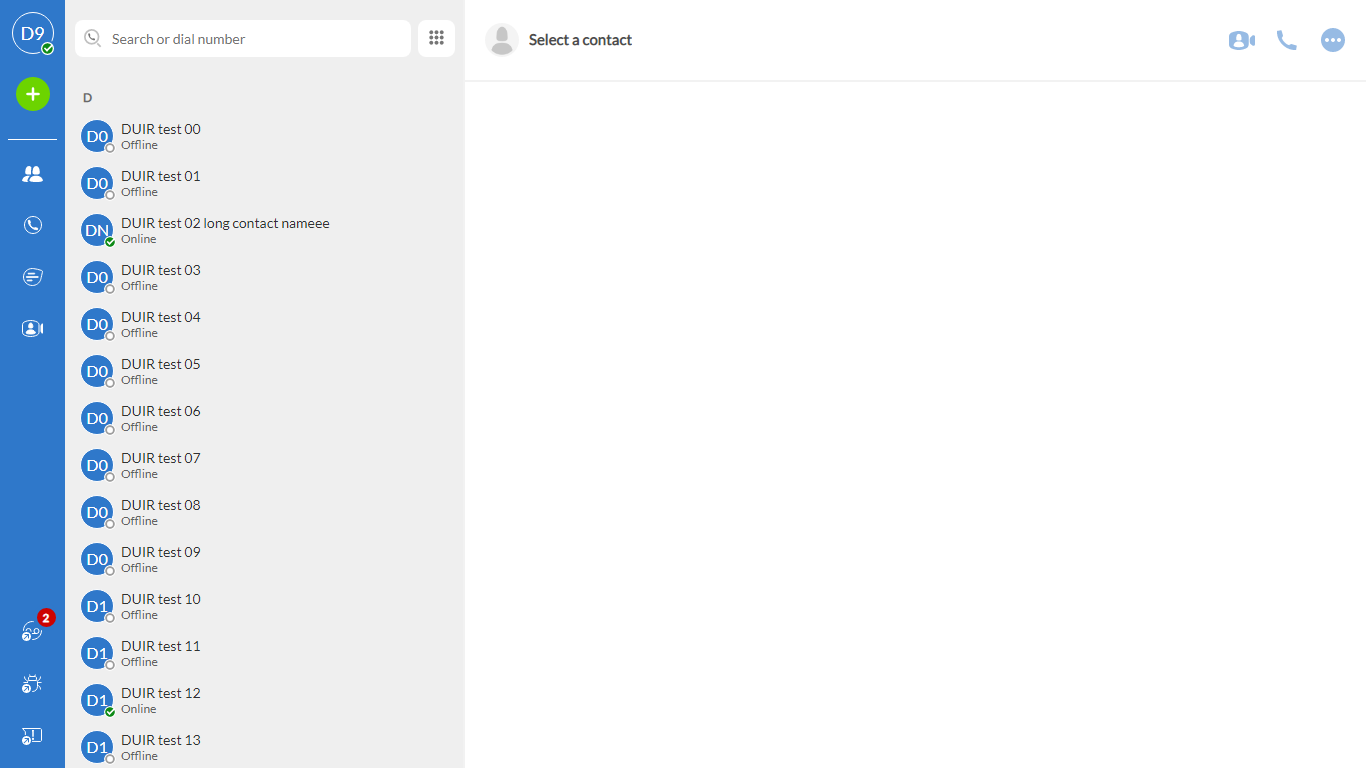 D9
Search or dial number
Select a contact
D
D0
DUIR test 00
Offline
D0
DUIR test 01
Offline
DN
DUIR test 02 long contact nameee
Online
D0
DUIR test 03
Offline
D0
DUIR test 04
Offline
D0
DUIR test 05
Offline
D0
DUIR test 06
Offline
D0
DUIR test 07
Offline
D0
DUIR test 08
Offline
D0
DUIR test 09
Offline
D1
DUIR test 10
Offline
D1
DUIR test 11
Offline
D1
DUIR test 12
Online
D1
DUIR test 13
Offline
2